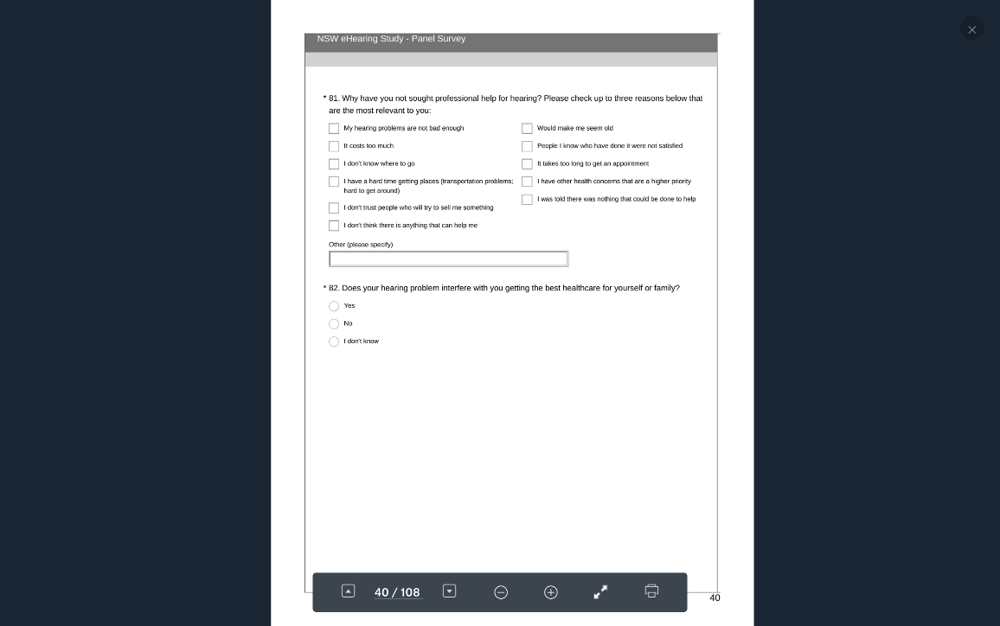 NSW eHearing Study - Panel Survey
* 81. Why have you not sought professional help for hearing? Please check up to three reasons below that
are the most relevant to you:
My hearing problems are not bad enough
It costs too much
I don't know where to go
I have a hard time getting places (transportation problems;
hard to get around)
I don't trust people who will try to sell me something
I don't think there is anything that can help me
Would make me seem old
People I know who have done it were not satisfied
It takes too long to get an appointment
I have other health concerns that are a higher priority
I was told there was nothing that could be done to help
Other (please specify)
* 82. Does your hearing problem interfere with you getting the best healthcare for yourself or family?
Yes
No
I don't know
40 / 108
40